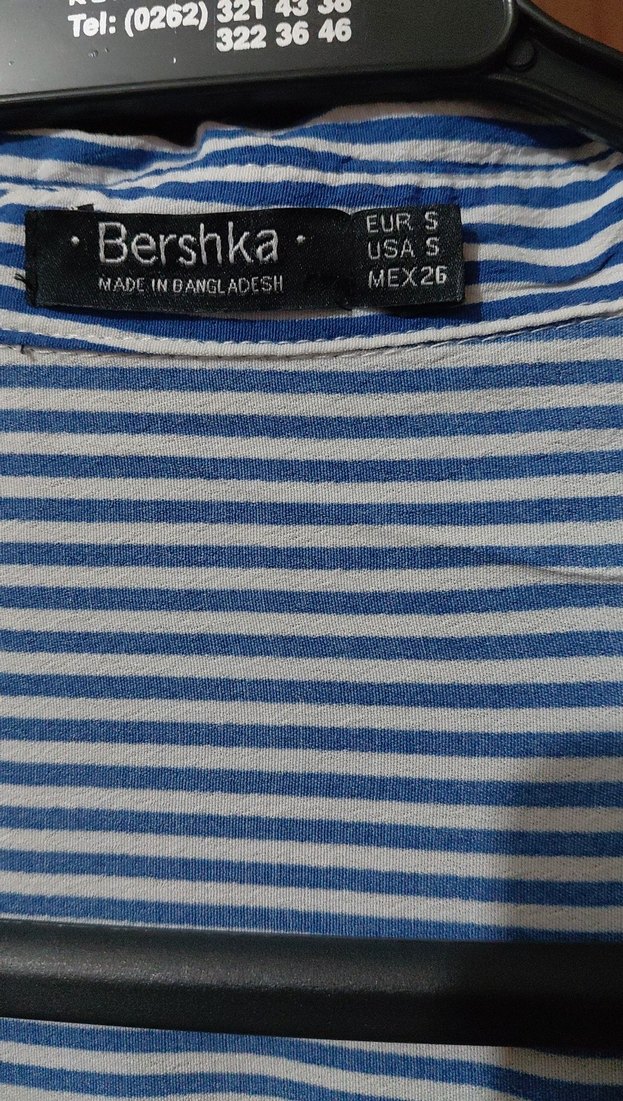 Tel: (0262) 321 43 38
322 36 46
· Bershka ·
MADE IN BANGLADESH
EUR S
USA S
MEX 26